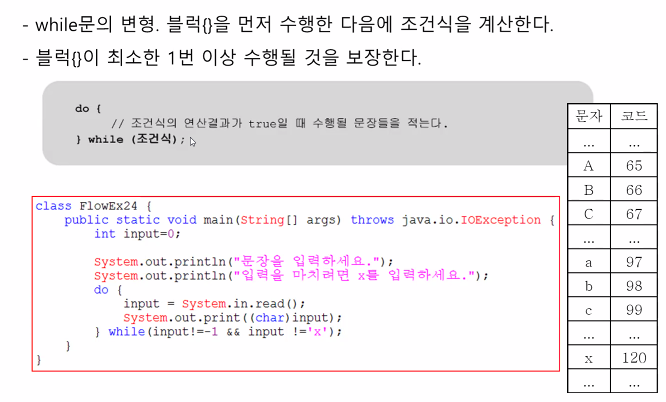 - while문의 변형. 블럭{}을 먼저 수행한 다음에 조건식을 계산한다.
- 블럭{}이 최소한 1번 이상 수행될 것을 보장한다.
do {
// 조건식의 연산결과가 true일 때 수행될 문장들을 적는다.
} while (조건식);
class FlowEx24 {
public static void main(String[] args) throws java.io.IOException {
int input=0;
System.out.println("문장을 입력하세요.");
System.out.println("입력을 마치려면 x를 입력하세요.");
do {
input = System.in.read();
System.out.print((char)input);
} while(input!=-1 && input !='x');
}
}
문자 코드
... ...
A 65
B 66
C 67
... ...
a 97
b 98
c 99
... ...
x 120
... ...